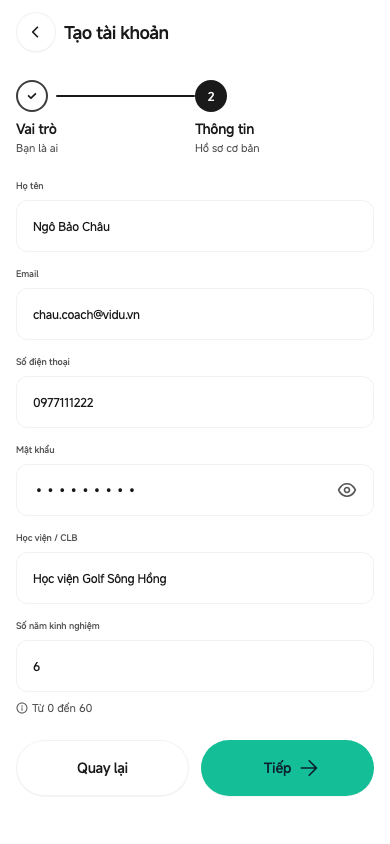 Tạo tài khoản
2
Vai trò
Thông tin
Bạn là ai
Hồ sơ cơ bản
Họ tên
Ngô Bảo Châu
Email
chau.coach@vidu.vn
Số điện thoại
0977111222
Mật khẩu
•••••••••
Học viện / CLB
Học viện Golf Sông Hồng
Số năm kinh nghiệm
6
Từ 0 đến 60
Quay lại
Tiếp